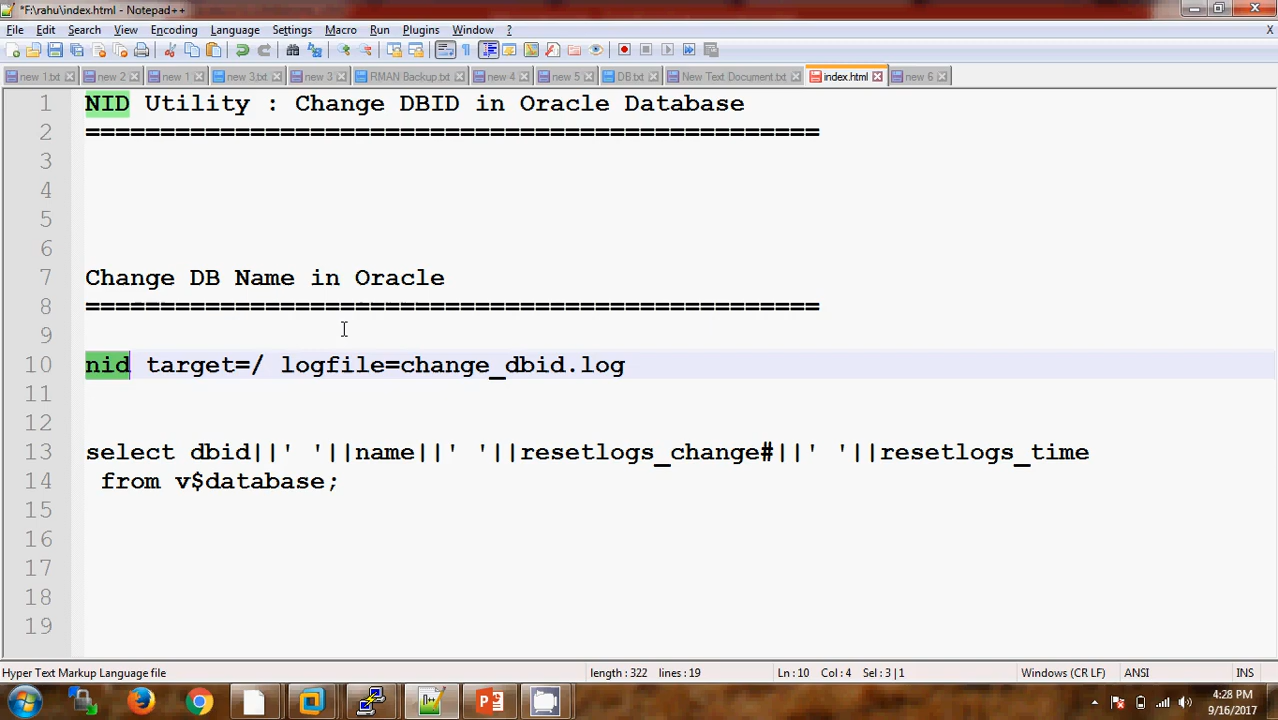 *F:\rahu\index.html - Notepad++
File Edit Search View Encoding Language Settings Macro Run Plugins Window ? X
new 1.txt new 2 new 1 new 3.txt new 3 RMAN Backup.txt new 4 new 5 DB.txt New Text Document.txt index.html new 6
1 NID Utility : Change DBID in Oracle Database
2 =================================================
3
4
5
6
7 Change DB Name in Oracle
8 =================================================
9
10 nid target=/ logfile=change_dbid.log
11
12
13 select dbid||' '||name||' '||resetlogs_change#||' '||resetlogs_time
14 from v$database;
15
16
17
18
19
Hyper Text Markup Language file length : 322 lines : 19 Ln : 10 Col : 4 Sel : 3 | 1 Windows (CR LF) ANSI INS
4:28 PM
9/16/2017